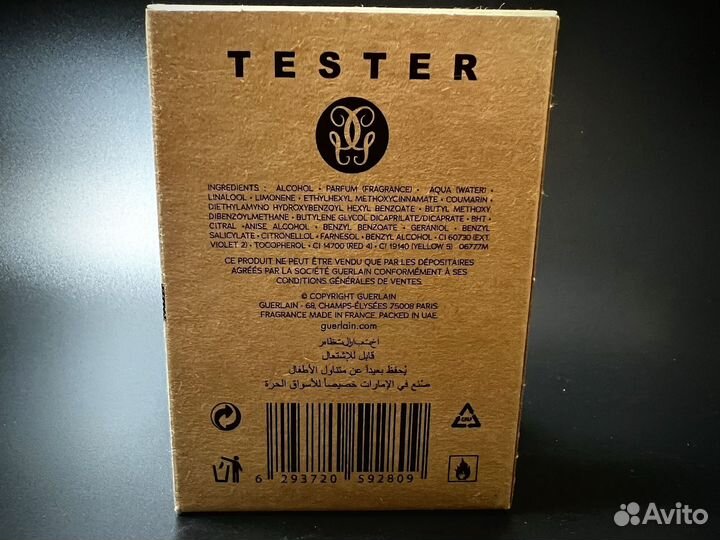 TESTER
INGREDIENTS : ALCOHOL • PARFUM (FRAGRANCE) • AQUA (WATER) •
LINALOOL • LIMONENE • ETHYLHEXYL METHOXYCINNAMATE • COUMARIN •
DIETHYLAMYNO HYDROXYBENZOYL HEXYL BENZOATE • BUTYL METHOXY
DIBENZOYLMETHANE • BUTYLENE GLYCOL DICAPRILATE/DICAPRATE • BHT •
CITRAL • ANISE ALCOHOL • BENZYL BENZOATE • GERANIOL • BENZYL
SALICYLATE • CITRONELLOL • FARNESOL • BENZYL ALCOHOL • CI 60730 (EXT.
VIOLET 2) • TOCOPHEROL • CI 14700 (RED 4) • CI 19140 (YELLOW 5) 06777M
CE PRODUIT NE PEUT ÊTRE VENDU QUE PAR LES DÉPOSITAIRES
AGRÉÉS PAR LA SOCIÉTÉ GUERLAIN CONFORMÉMENT À SES
CONDITIONS GÉNÉRALES DE VENTES.
© COPYRIGHT GUERLAIN
GUERLAIN - 68, CHAMPS-ÉLYSÉES 75008 PARIS
FRAGRANCE MADE IN FRANCE, PACKED IN UAE.
guerlain.com
قابل للإشتعال
يُحفظ بعيداً عن متناول الأطفال
صنع في الإمارات خصيصاً للأسواق الحرة
6 293720 592809
Avito